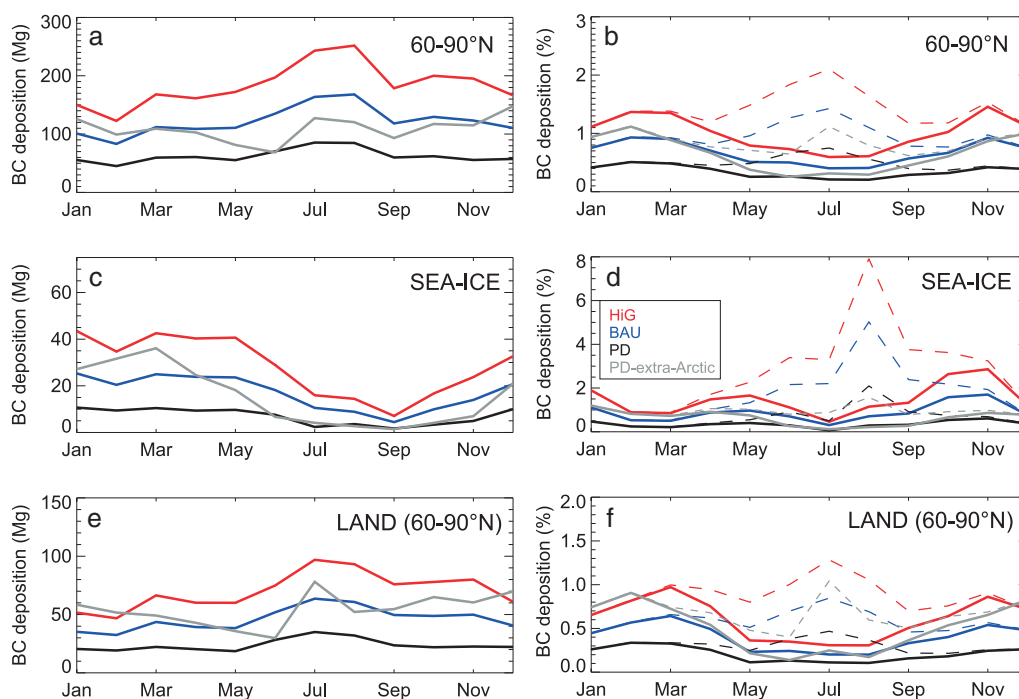 a
60-90°N
BC deposition (Mg)
300
200
100
0
Jan Mar May Jul Sep Nov
b
60-90°N
BC deposition (%)
3
2
1
0
Jan Mar May Jul Sep Nov
c
SEA-ICE
BC deposition (Mg)
60
40
20
0
Jan Mar May Jul Sep Nov
d
SEA-ICE
BC deposition (%)
8
6
4
2
0
HiG
BAU
PD
PD-extra-Arctic
Jan Mar May Jul Sep Nov
e
LAND (60-90°N)
BC deposition (Mg)
150
100
50
0
Jan Mar May Jul Sep Nov
f
LAND (60-90°N)
BC deposition (%)
2.0
1.5
1.0
0.5
0.0
Jan Mar May Jul Sep Nov